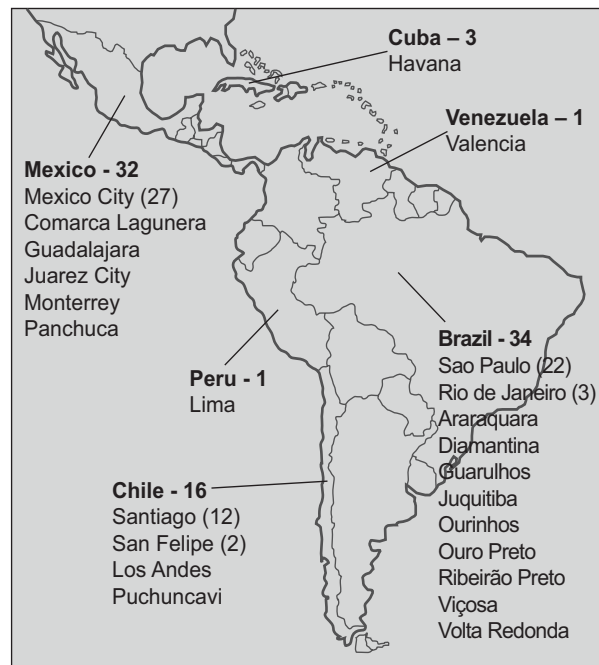 Cuba – 3
Havana
Venezuela – 1
Valencia
Mexico - 32
Mexico City (27)
Comarca Lagunera
Guadalajara
Juarez City
Monterrey
Panchuca
Peru - 1
Lima
Brazil - 34
Sao Paulo (22)
Rio de Janeiro (3)
Araraquara
Diamantina
Guarulhos
Juquitiba
Ourinhos
Ouro Preto
Ribeirão Preto
Viçosa
Volta Redonda
Chile - 16
Santiago (12)
San Felipe (2)
Los Andes
Puchuncavi